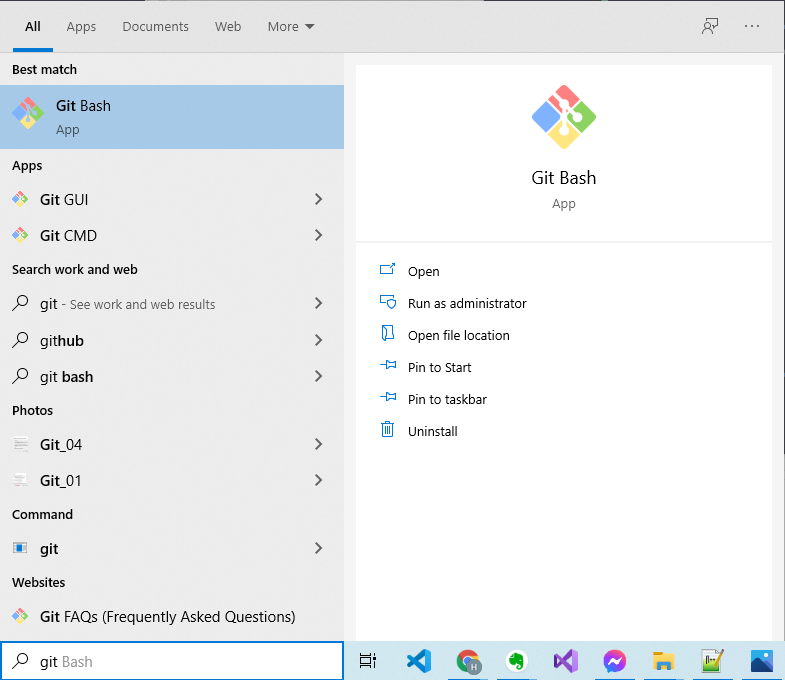 All Apps Documents Web More
Best match
Git Bash
App
Apps
Git GUI
Git CMD
Search work and web
git - See work and web results
github
git bash
Photos
Git_04
Git_01
Command
git
Websites
Git FAQs (Frequently Asked Questions)
git Bash
Git Bash
App
Open
Run as administrator
Open file location
Pin to Start
Pin to taskbar
Uninstall
H